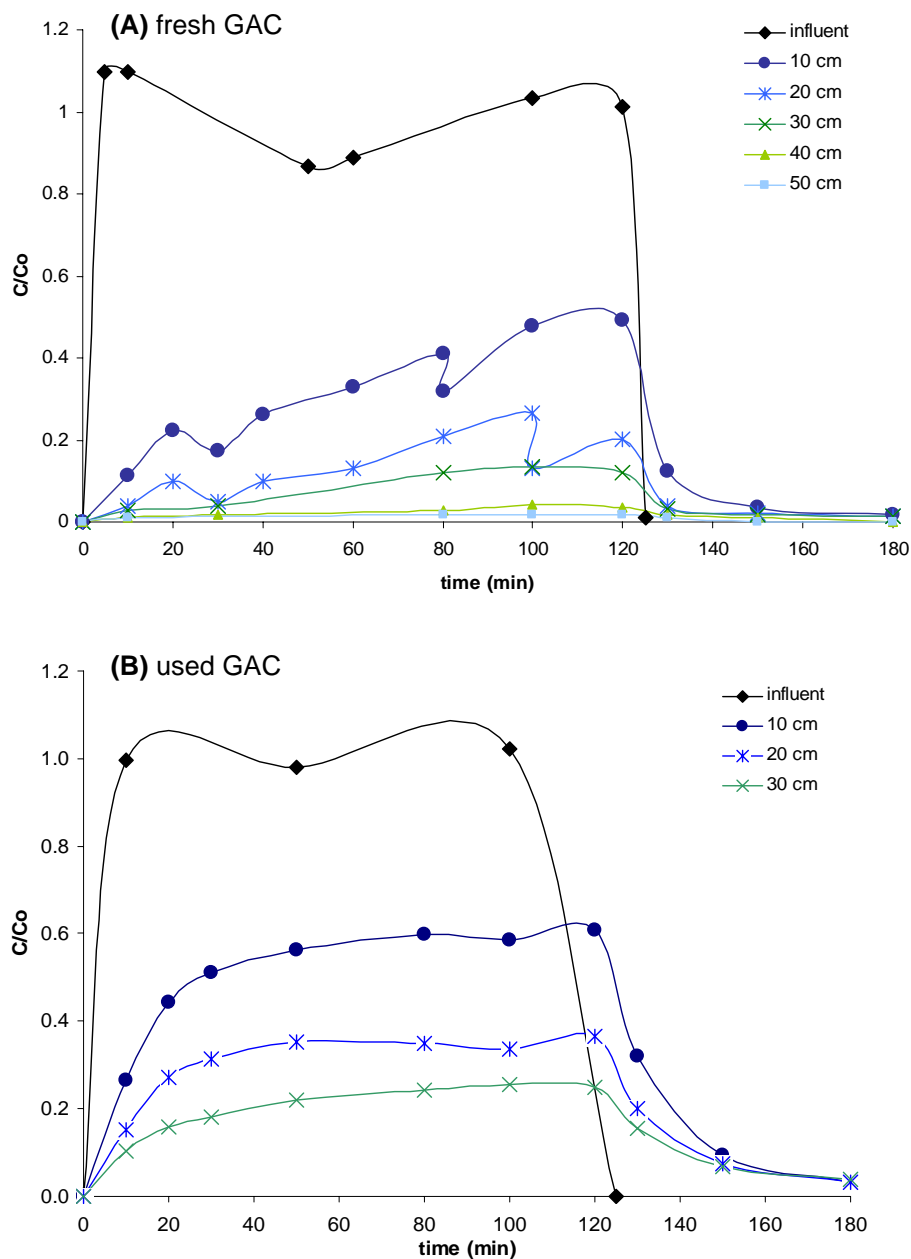 (A) fresh GAC
influent
10 cm
20 cm
30 cm
40 cm
50 cm
1.2
1
0.8
0.6
0.4
0.2
0
C/Co
0 20 40 60 80 100 120 140 160 180
time (min)
(B) used GAC
influent
10 cm
20 cm
30 cm
1.2
1.0
0.8
0.6
0.4
0.2
0.0
C/Co
0 20 40 60 80 100 120 140 160 180
time (min)